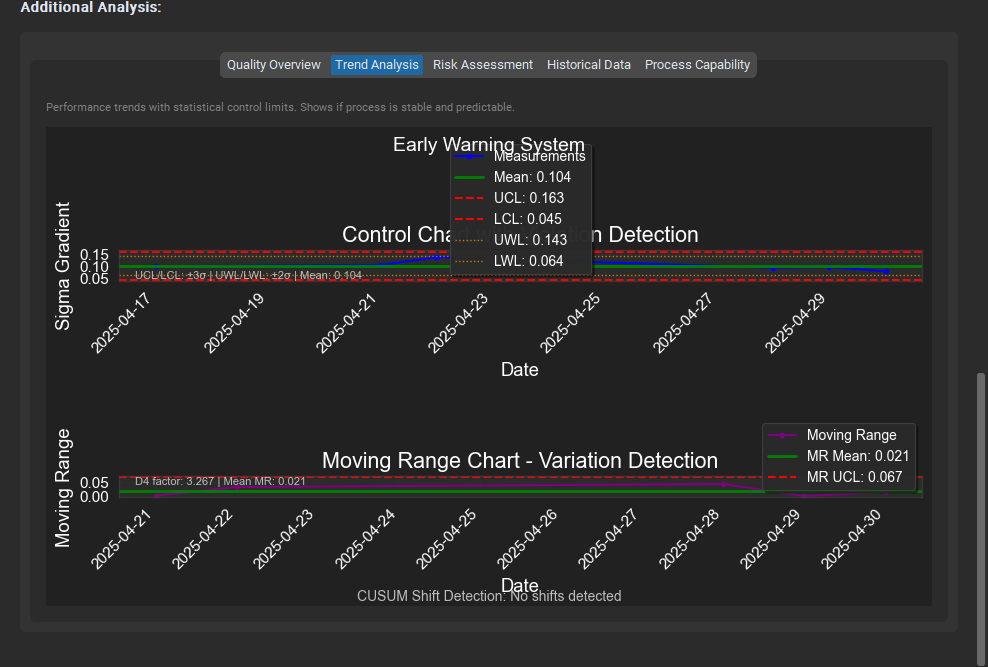 Additional Analysis:
Quality Overview
Trend Analysis
Risk Assessment
Historical Data
Process Capability
Performance trends with statistical control limits. Shows if process is stable and predictable.
Early Warning System
Measurements
Mean: 0.104
UCL: 0.163
LCL: 0.045
UWL: 0.143
LWL: 0.064
Control Chart Detection
Sigma Gradient
0.15
0.10
0.05
UCL/LCL: ±3σ | UWL/LWL: ±2σ | Mean: 0.104
2025-04-17
2025-04-19
2025-04-21
2025-04-23
2025-04-25
2025-04-27
2025-04-29
Date
Moving Range Chart - Variation Detection
Moving Range
MR Mean: 0.021
MR UCL: 0.067
Moving Range
0.05
0.00
D4 factor: 3.267 | Mean MR: 0.021
2025-04-21
2025-04-22
2025-04-23
2025-04-24
2025-04-25
2025-04-26
2025-04-27
2025-04-28
2025-04-29
2025-04-30
Date
CUSUM Shift Detection: No shifts detected